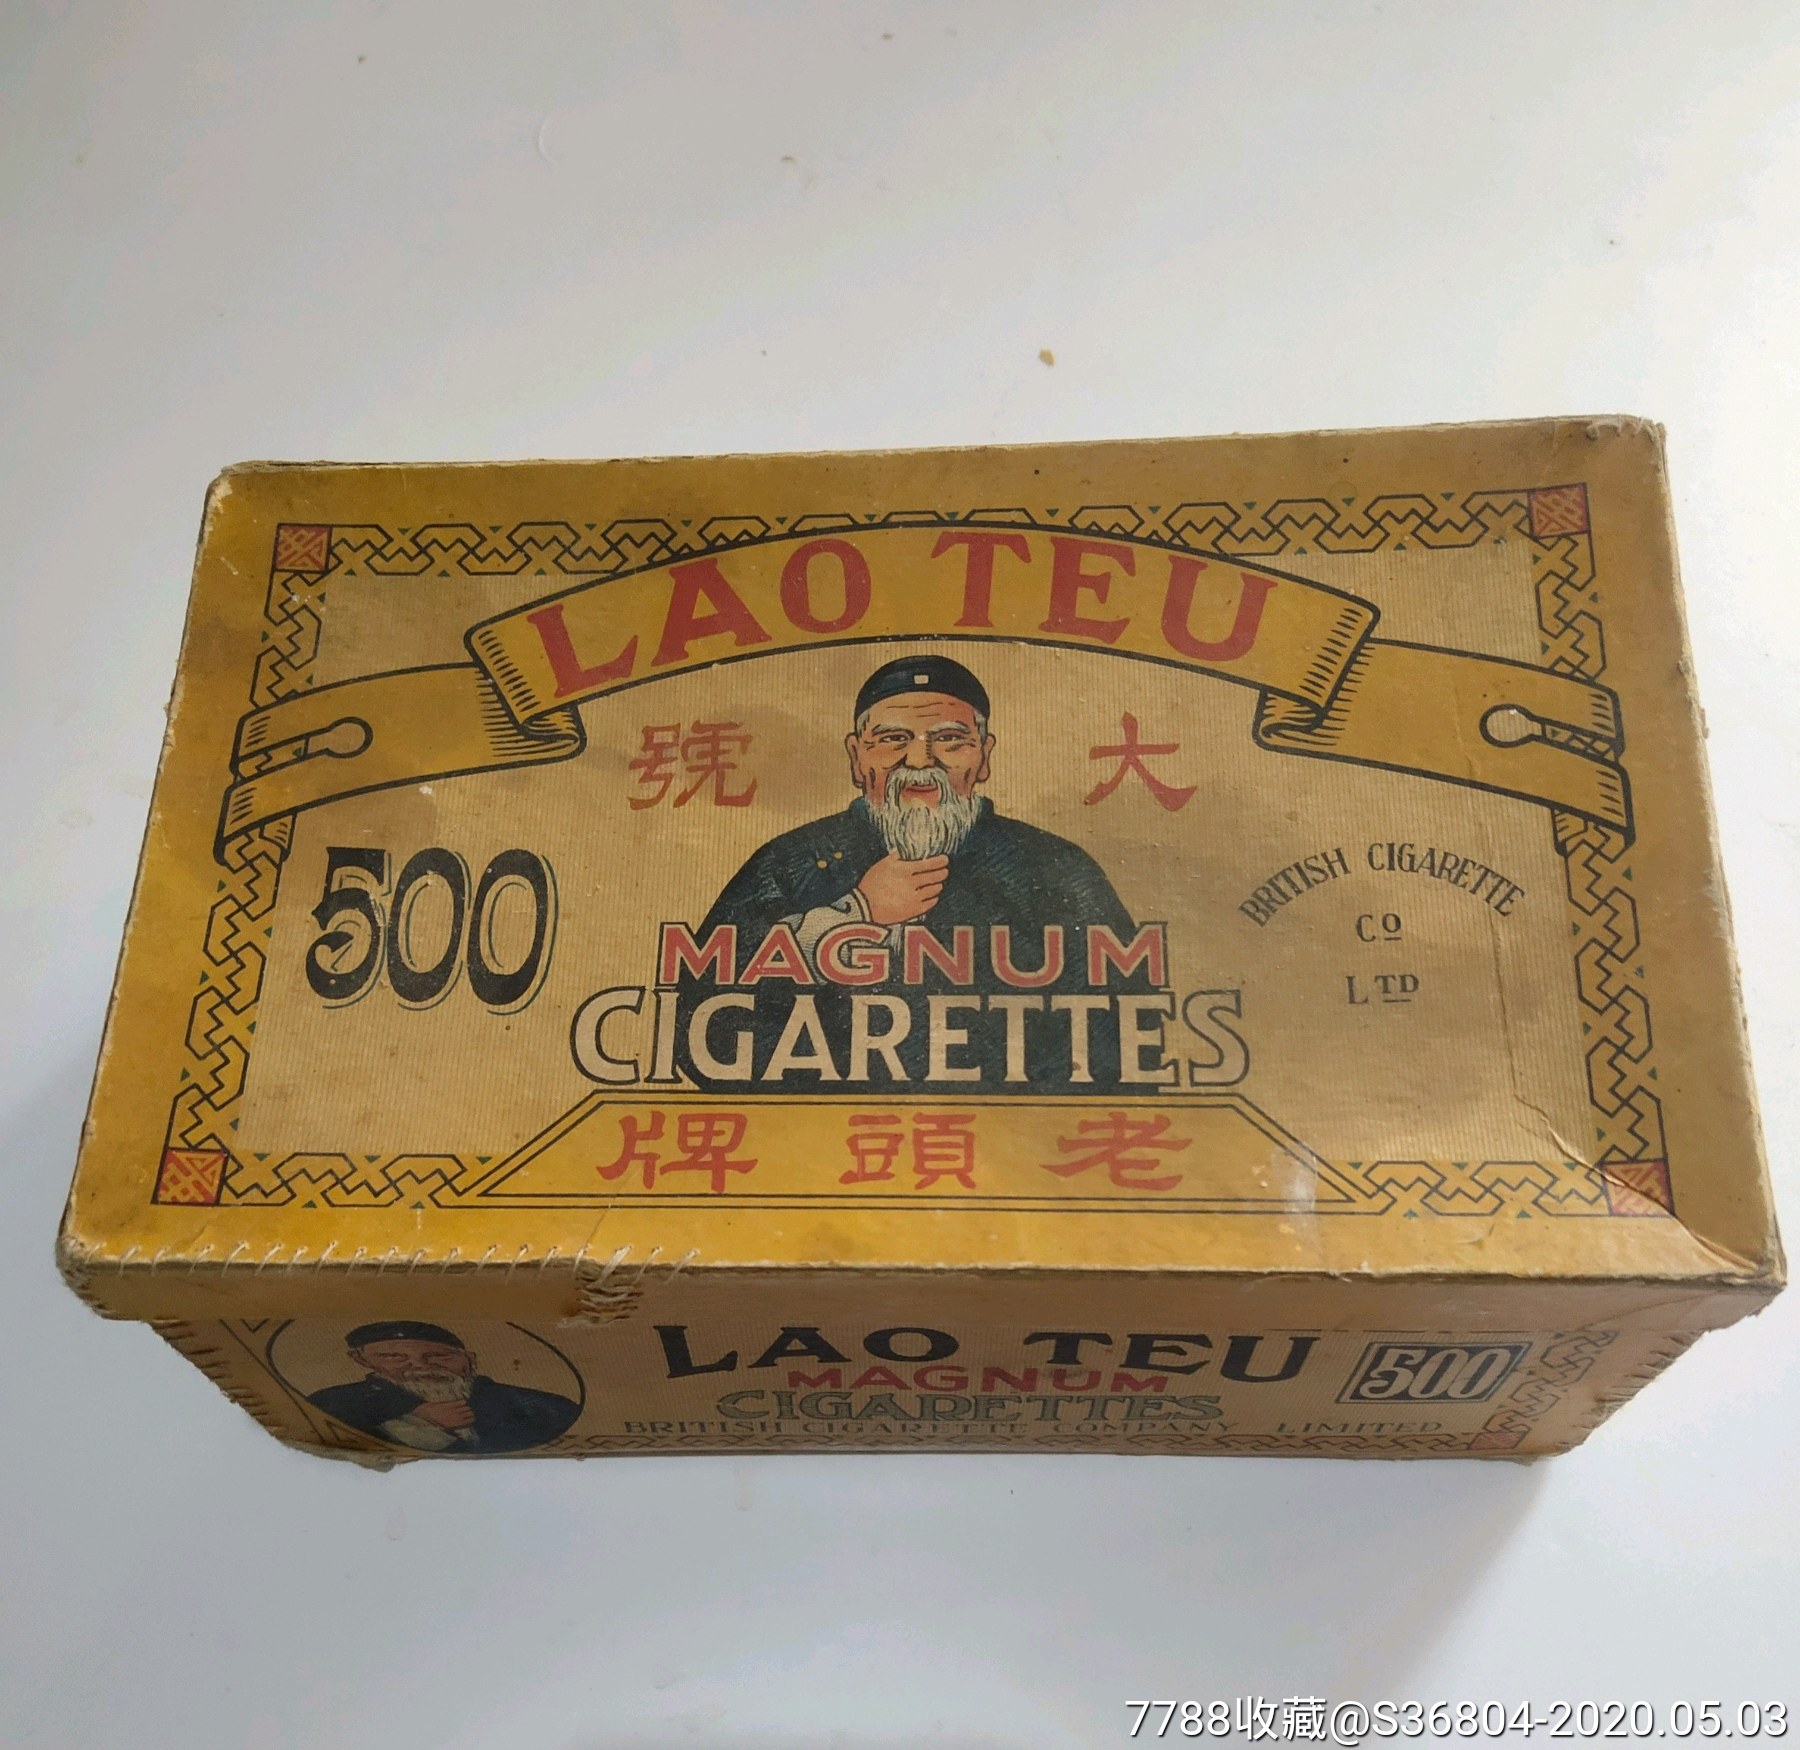 LAO TEU
大號
500
BRITISH CIGARETTE
Cº
LTD
MAGNUM
CIGARETTES
老頭牌
LAO TEU
500
MAGNUM
CIGARETTES
BRITISH CIGARETTE COMPANY LIMITED
7788收藏@S36804-2020.05.03